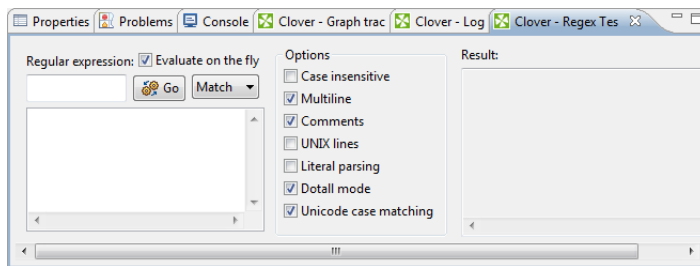 Properties Problems Console Clover - Graph trac Clover - Log Clover - Regex Tes
Regular expression: Evaluate on the fly
Go Match
Options
Case insensitive
Multiline
Comments
UNIX lines
Literal parsing
Dotall mode
Unicode case matching
Result: